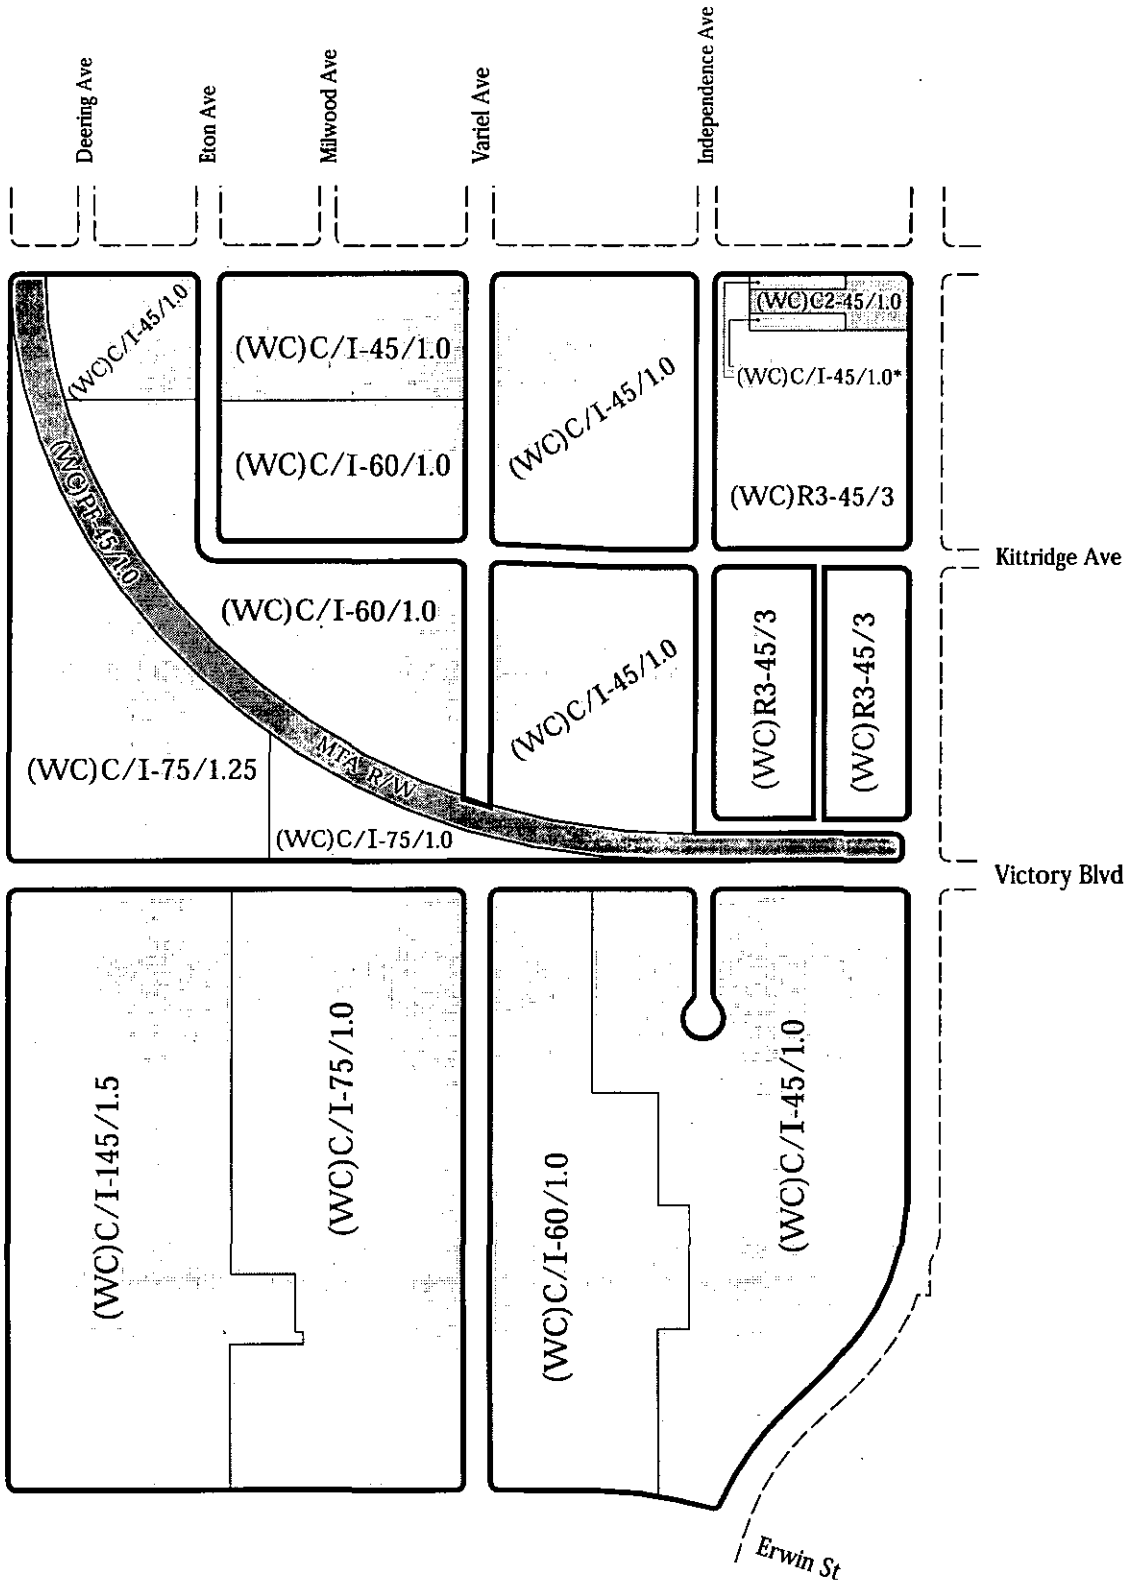 Deering Ave
Eton Ave
Milwood Ave
Variel Ave
Independence Ave
(WC)C/I-45/1.0
(WC)C/I-45/1.0
(WC)C/I-45/1.0
(WC)C2-45/1.0
(WC)C/I-45/1.0*
(WC)C/I-60/1.0
(WC)R3-45/3
(WC)PF-45/1.0
Kittridge Ave
(WC)C/I-60/1.0
(WC)C/I-45/1.0
(WC)R3-45/3
(WC)R3-45/3
(WC)C/I-75/1.25
MTA R/W
(WC)C/I-75/1.0
Victory Blvd
(WC)C/I-145/1.5
(WC)C/I-75/1.0
(WC)C/I-60/1.0
(WC)C/I-45/1.0
Erwin St